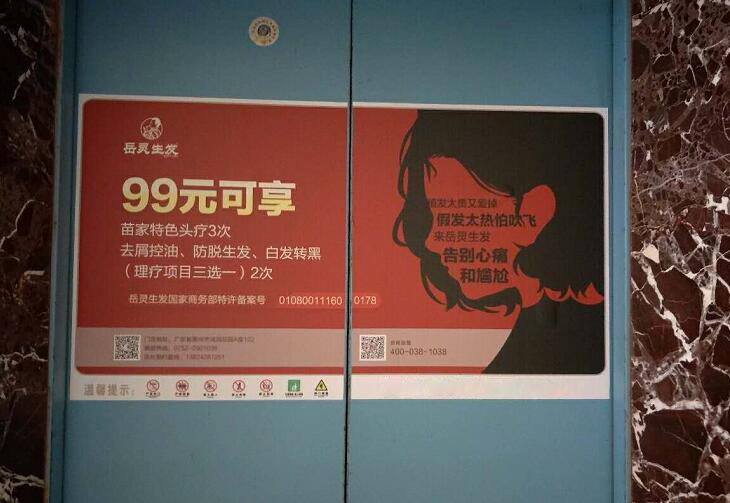 岳灵生发
99元可享
苗家特色头疗3次
去屑控油、防脱生发、白发转黑
（理疗项目三选一）2次
岳灵生发国家商务部特许备案号 01080011160 0178
植发太贵又爱掉
假发太热怕吹飞
来岳灵生发
告别心痛
和尴尬
400-038-1038
温馨提示：